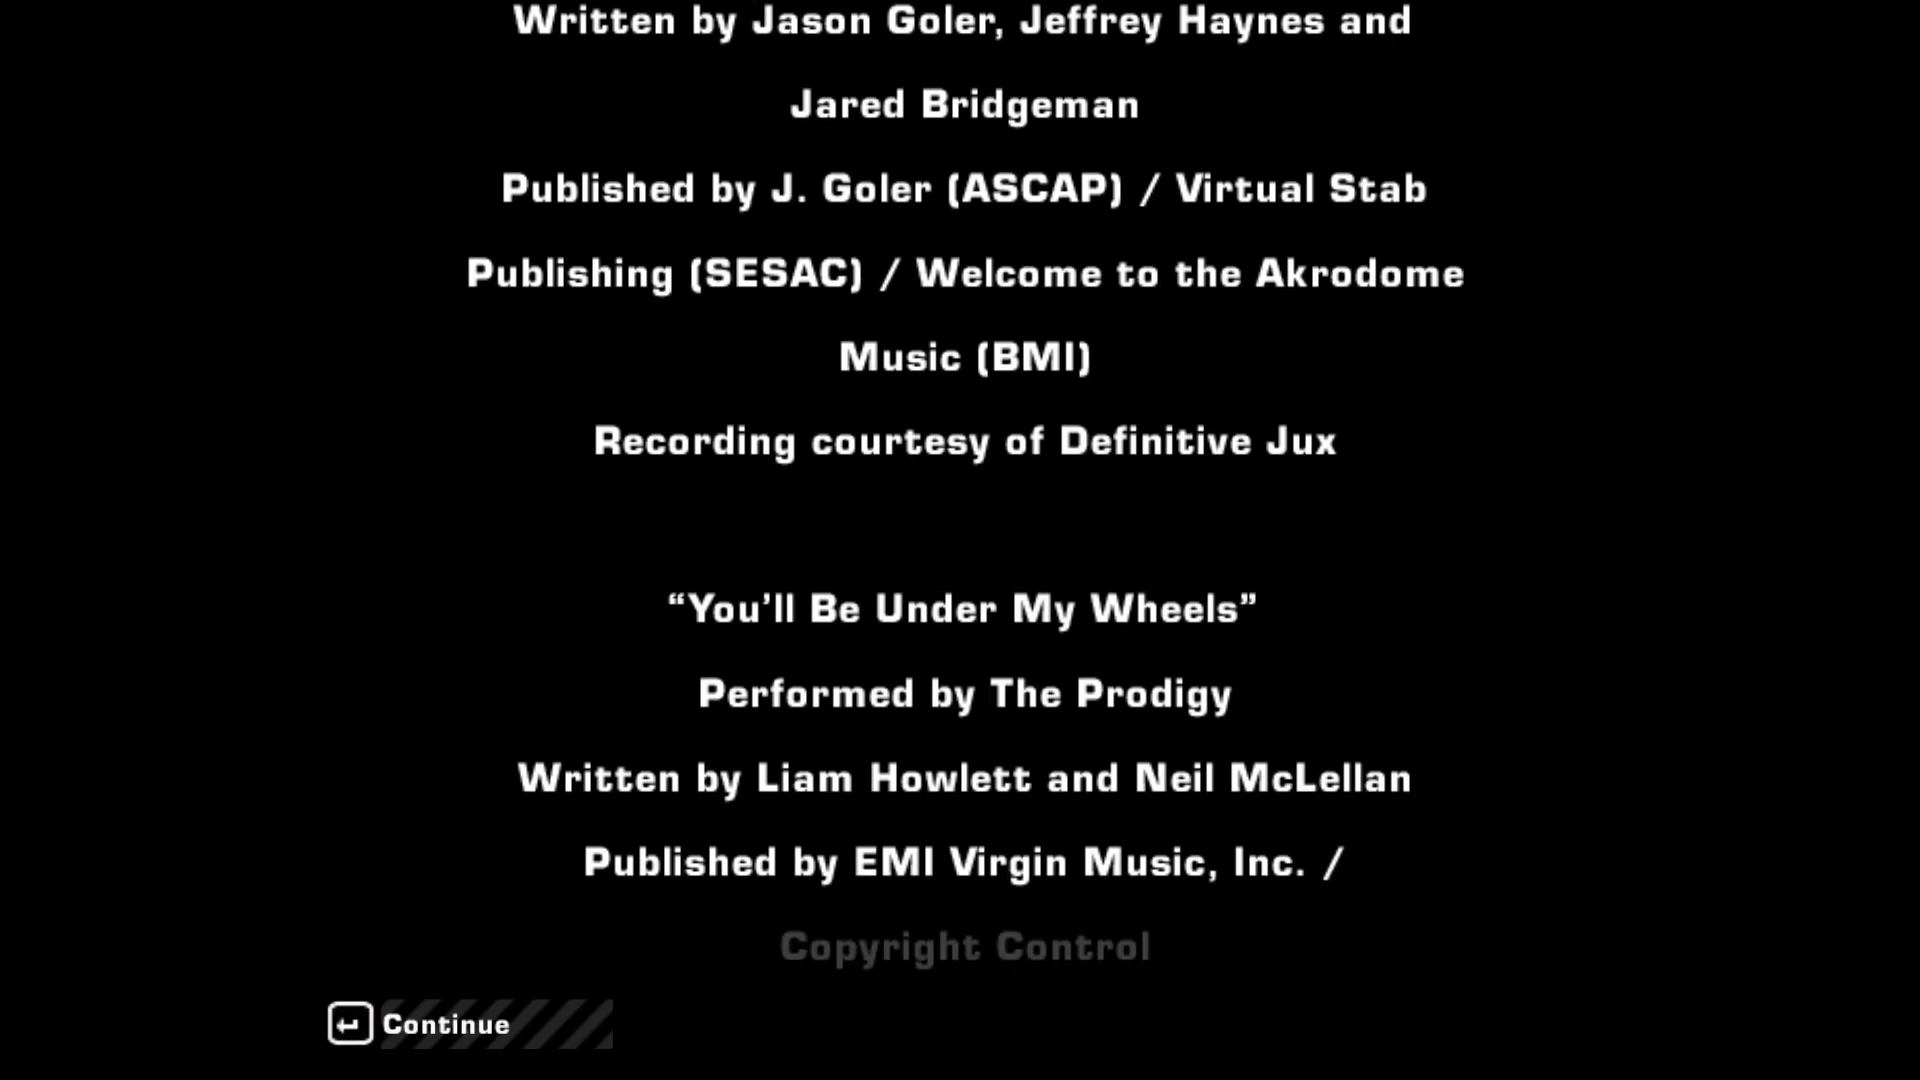 Written by Jason Goler, Jeffrey Haynes and
Jared Bridgeman
Published by J. Goler (ASCAP) / Virtual Stab
Publishing (SESAC) / Welcome to the Akrodome
Music (BMI)
Recording courtesy of Definitive Jux
“You’ll Be Under My Wheels”
Performed by The Prodigy
Written by Liam Howlett and Neil McLellan
Published by EMI Virgin Music, Inc. /
Copyright Control
Continue